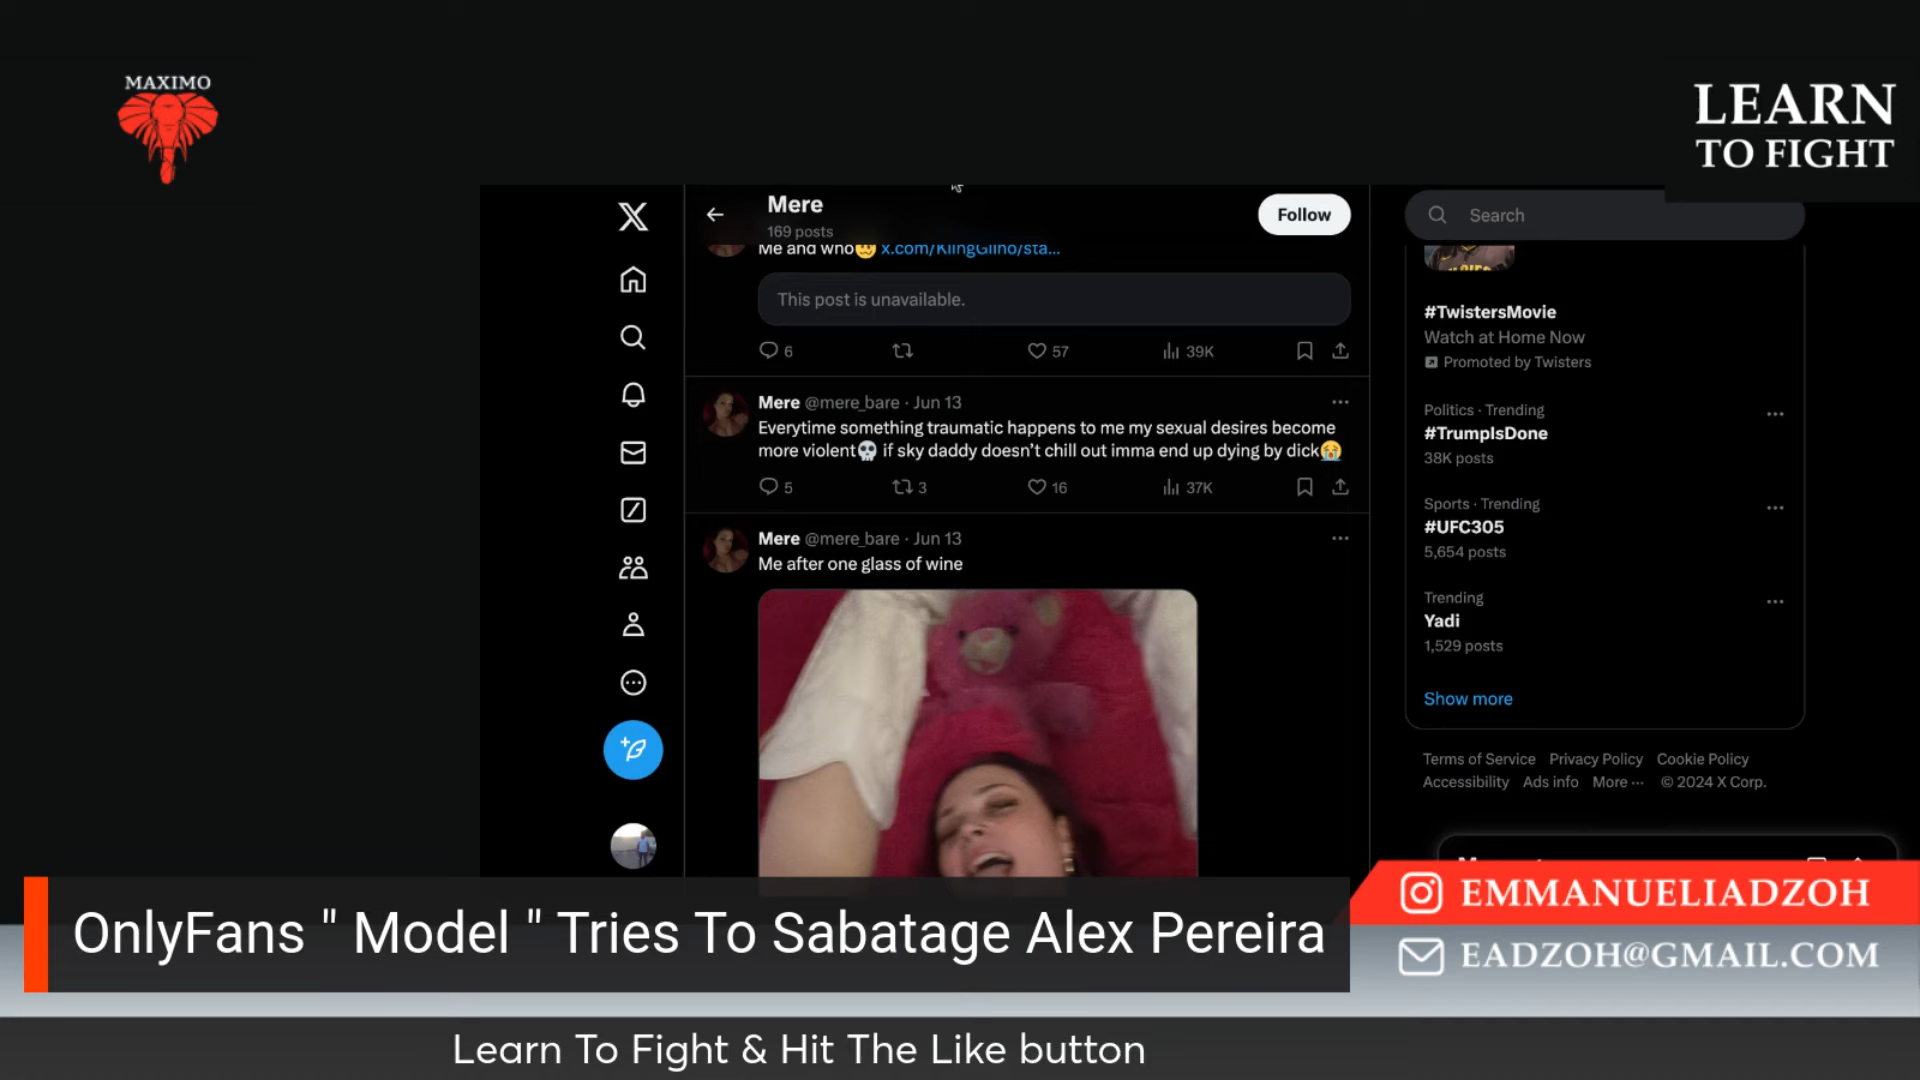 MAXIMO
LEARN
TO FIGHT
Mere
169 posts
Follow
Search
Me and who🥴 x.com/KlingGlino/sta...
This post is unavailable.
6
57
39K
#TwistersMovie
Watch at Home Now
Promoted by Twisters
Mere @mere_bare · Jun 13
Everytime something traumatic happens to me my sexual desires become
more violent💀 if sky daddy doesn't chill out imma end up dying by dick😭
5
3
16
37K
Politics · Trending
#TrumpIsDone
38K posts
Sports · Trending
#UFC305
5,654 posts
Mere @mere_bare · Jun 13
Me after one glass of wine
Trending
Yadi
1,529 posts
Show more
Terms of Service Privacy Policy Cookie Policy
Accessibility Ads info More ··· © 2024 X Corp.
OnlyFans " Model " Tries To Sabatage Alex Pereira
EMMANUELIADZOH
EADZOH@GMAIL.COM
Learn To Fight & Hit The Like button